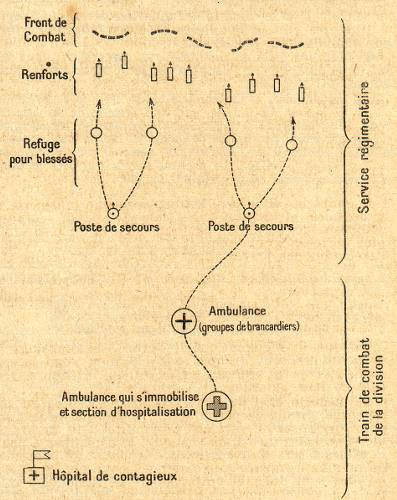 Front de
Combat
Renforts
Refuge
pour blessés
Poste de secours
Poste de secours
Service régimentaire
Ambulance
(groupes de brancardiers)
Ambulance qui s'immobilise
et section d'hospitalisation
Train de combat
de la division
Hôpital de contagieux